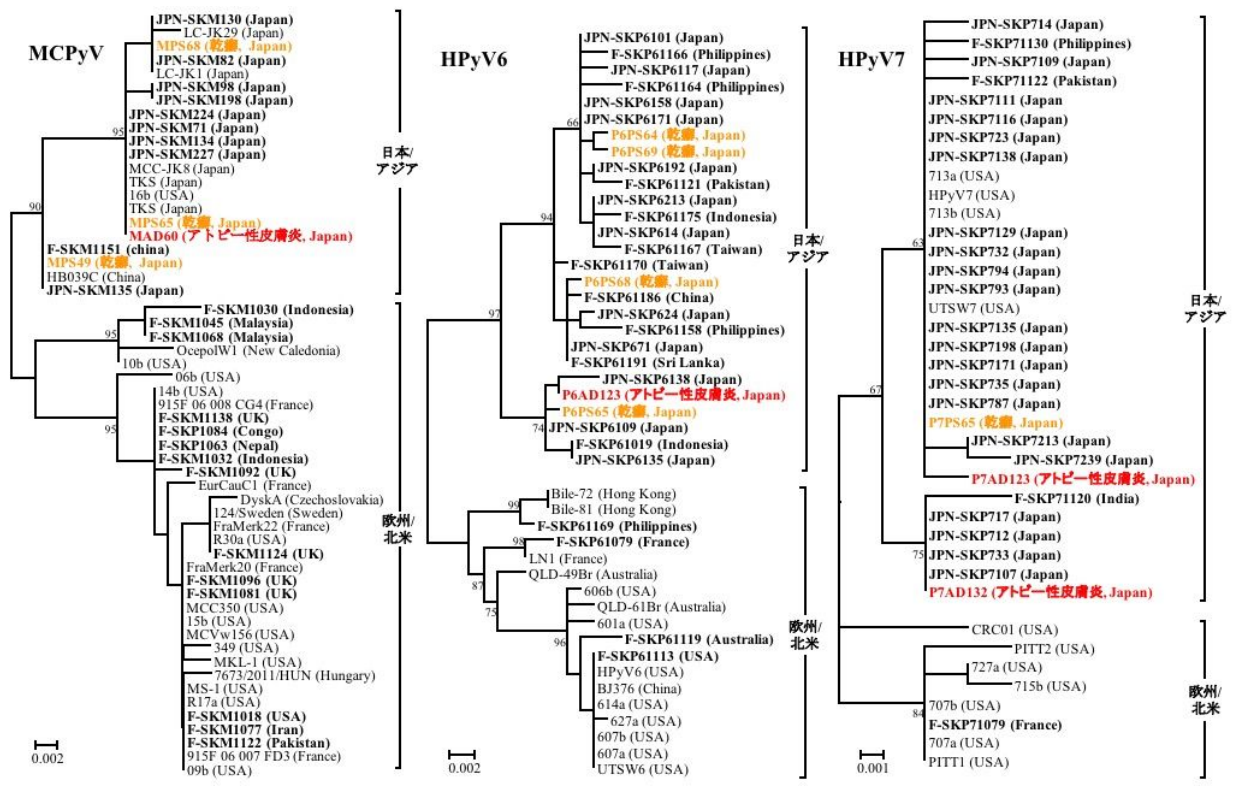 MCPyV
JPN-SKM130 (Japan)
LC-JK29 (Japan)
MPS68 (乾癬, Japan)
JPN-SKM82 (Japan)
LC-JK1 (Japan)
JPN-SKM98 (Japan)
JPN-SKM198 (Japan)
JPN-SKM224 (Japan)
JPN-SKM71 (Japan)
JPN-SKM134 (Japan)
JPN-SKM227 (Japan)
MCC-JK8 (Japan)
TKS (Japan)
16b (USA)
TKS (Japan)
MPS65 (乾癬, Japan)
MAD60 (アトピー性皮膚炎, Japan)
F-SKM1151 (china)
MPS49 (乾癬, Japan)
HB039C (China)
JPN-SKM135 (Japan)
95
90
日本/
アジア
F-SKM1030 (Indonesia)
F-SKM1045 (Malaysia)
F-SKM1068 (Malaysia)
OcepolW1 (New Caledonia)
10b (USA)
06b (USA)
14b (USA)
915F 06 008 CG4 (France)
F-SKM1138 (UK)
F-SKP1084 (Congo)
F-SKP1063 (Nepal)
F-SKM1032 (Indonesia)
F-SKM1092 (UK)
EurCauC1 (France)
DyskA (Czechoslovakia)
124/Sweden (Sweden)
FraMerk22 (France)
R30a (USA)
F-SKM1124 (UK)
FraMerk20 (France)
F-SKM1096 (UK)
F-SKM1081 (UK)
MCC350 (USA)
15b (USA)
MCVw156 (USA)
349 (USA)
MKL-1 (USA)
7673/2011/HUN (Hungary)
MS-1 (USA)
R17a (USA)
F-SKM1018 (USA)
F-SKM1077 (Iran)
F-SKM1122 (Pakistan)
915F 06 007 FD3 (France)
09b (USA)
95
95
欧州/
北米
0.002
HPyV6
JPN-SKP6101 (Japan)
F-SKP61166 (Philippines)
JPN-SKP6117 (Japan)
F-SKP61164 (Philippines)
JPN-SKP6158 (Japan)
JPN-SKP6171 (Japan)
P6PS64 (乾癬, Japan)
P6PS69 (乾癬, Japan)
JPN-SKP6192 (Japan)
F-SKP61121 (Pakistan)
JPN-SKP6213 (Japan)
F-SKP61175 (Indonesia)
JPN-SKP614 (Japan)
F-SKP61167 (Taiwan)
F-SKP61170 (Taiwan)
P6PS68 (乾癬, Japan)
F-SKP61186 (China)
JPN-SKP624 (Japan)
F-SKP61158 (Philippines)
JPN-SKP671 (Japan)
F-SKP61191 (Sri Lanka)
JPN-SKP6138 (Japan)
P6AD123 (アトピー性皮膚炎, Japan)
P6PS65 (乾癬, Japan)
JPN-SKP6109 (Japan)
F-SKP61019 (Indonesia)
JPN-SKP6135 (Japan)
66
94
97
74
日本/
アジア
Bile-72 (Hong Kong)
Bile-81 (Hong Kong)
F-SKP61169 (Philippines)
F-SKP61079 (France)
LN1 (France)
QLD-49Br (Australia)
606b (USA)
QLD-61Br (Australia)
601a (USA)
F-SKP61119 (Australia)
F-SKP61113 (USA)
HPyV6 (USA)
BJ376 (China)
614a (USA)
627a (USA)
607b (USA)
607a (USA)
UTSW6 (USA)
99
98
87
75
96
欧州/
北米
0.002
HPyV7
JPN-SKP714 (Japan)
F-SKP71130 (Philippines)
JPN-SKP7109 (Japan)
F-SKP71122 (Pakistan)
JPN-SKP7111 (Japan
JPN-SKP7116 (Japan)
JPN-SKP723 (Japan)
JPN-SKP7138 (Japan)
713a (USA)
HPyV7 (USA)
713b (USA)
JPN-SKP7129 (Japan)
JPN-SKP732 (Japan)
JPN-SKP794 (Japan)
JPN-SKP793 (Japan)
UTSW7 (USA)
JPN-SKP7135 (Japan)
JPN-SKP7198 (Japan)
JPN-SKP7171 (Japan)
JPN-SKP735 (Japan)
JPN-SKP787 (Japan)
P7PS65 (乾癬, Japan)
JPN-SKP7213 (Japan)
JPN-SKP7239 (Japan)
P7AD123 (アトピー性皮膚炎, Japan)
F-SKP71120 (India)
JPN-SKP717 (Japan)
JPN-SKP712 (Japan)
JPN-SKP733 (Japan)
JPN-SKP7107 (Japan)
P7AD132 (アトピー性皮膚炎, Japan)
63
67
75
日本/
アジア
CRC01 (USA)
PITT2 (USA)
727a (USA)
715b (USA)
707b (USA)
F-SKP71079 (France)
707a (USA)
PITT1 (USA)
84
欧州/
北米
0.001